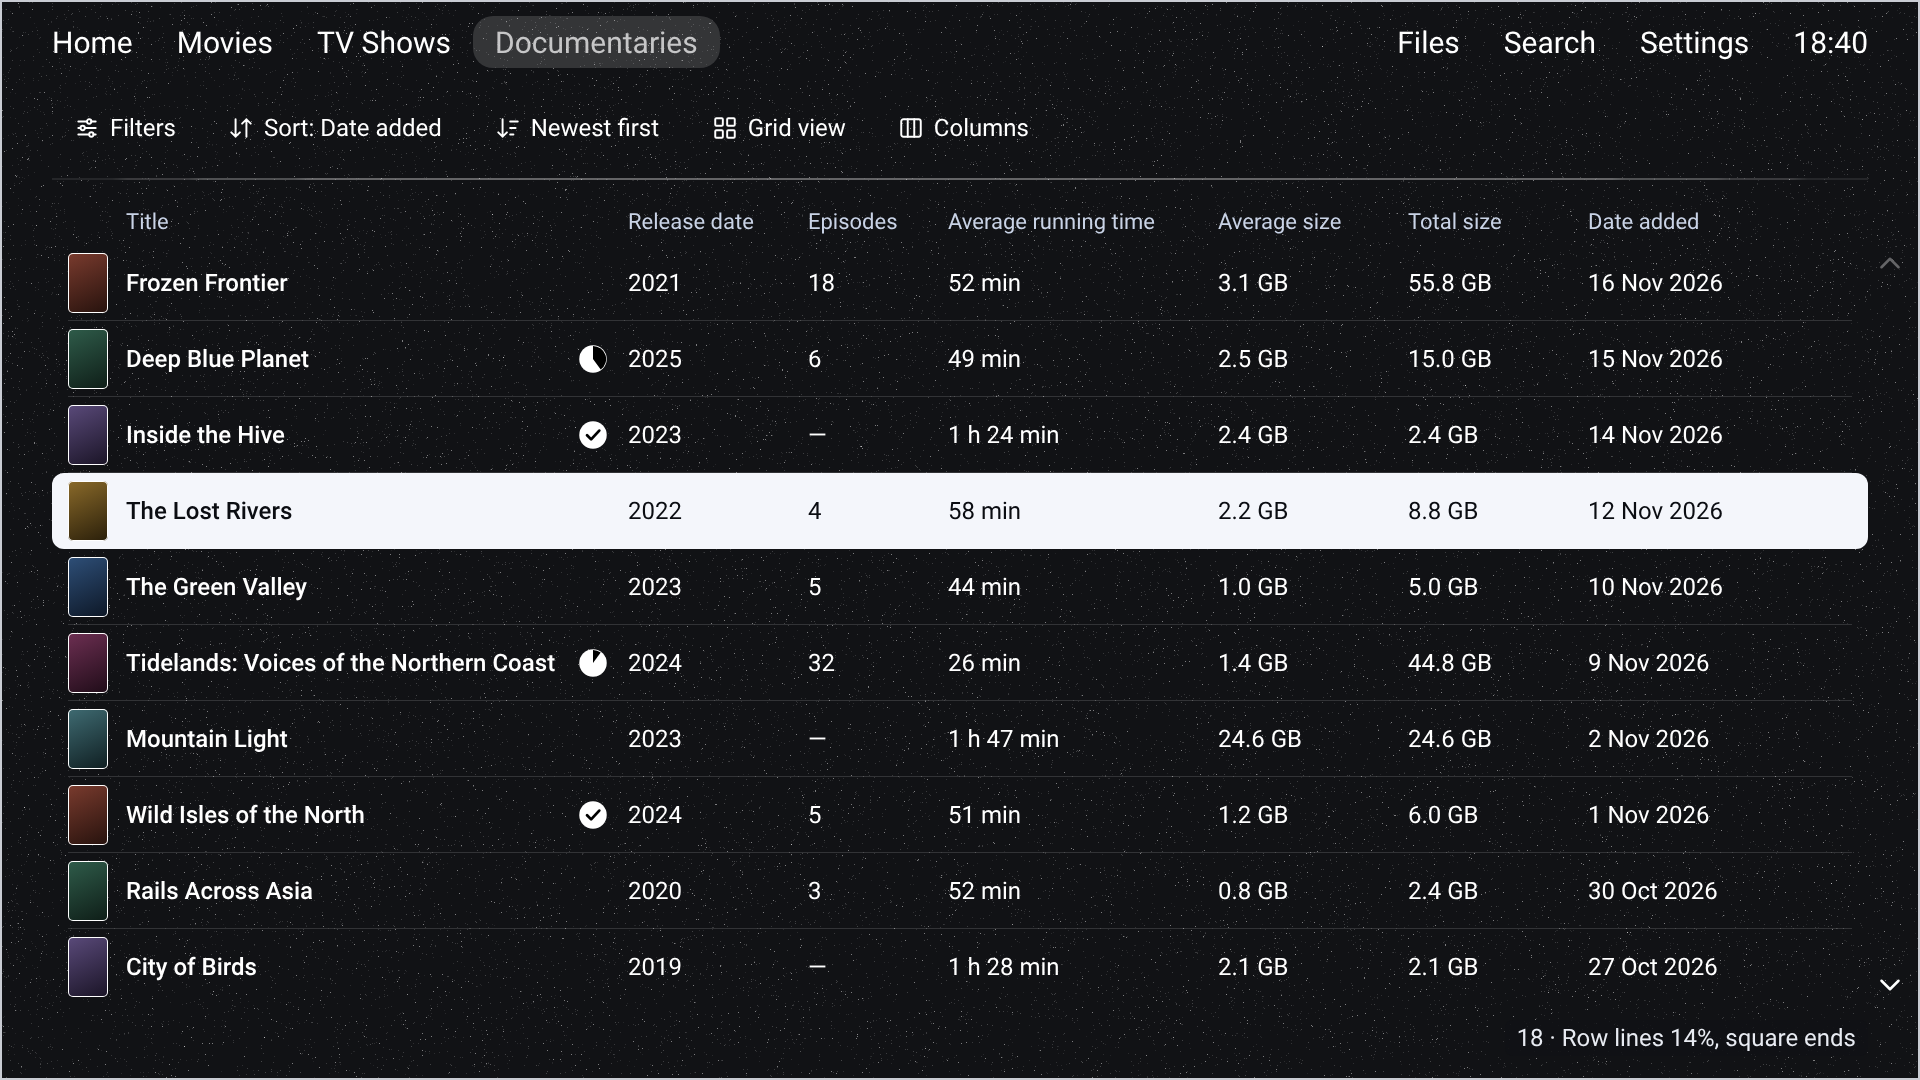 Home Movies TV Shows Documentaries Files Search Settings 18:40
Filters Sort: Date added Newest first Grid view Columns
Title Release date Episodes Average running time Average size Total size Date added
Frozen Frontier 2021 18 52 min 3.1 GB 55.8 GB 16 Nov 2026
Deep Blue Planet 2025 6 49 min 2.5 GB 15.0 GB 15 Nov 2026
Inside the Hive 2023 — 1 h 24 min 2.4 GB 2.4 GB 14 Nov 2026
The Lost Rivers 2022 4 58 min 2.2 GB 8.8 GB 12 Nov 2026
The Green Valley 2023 5 44 min 1.0 GB 5.0 GB 10 Nov 2026
Tidelands: Voices of the Northern Coast 2024 32 26 min 1.4 GB 44.8 GB 9 Nov 2026
Mountain Light 2023 — 1 h 47 min 24.6 GB 24.6 GB 2 Nov 2026
Wild Isles of the North 2024 5 51 min 1.2 GB 6.0 GB 1 Nov 2026
Rails Across Asia 2020 3 52 min 0.8 GB 2.4 GB 30 Oct 2026
City of Birds 2019 — 1 h 28 min 2.1 GB 2.1 GB 27 Oct 2026
18 · Row lines 14%, square ends